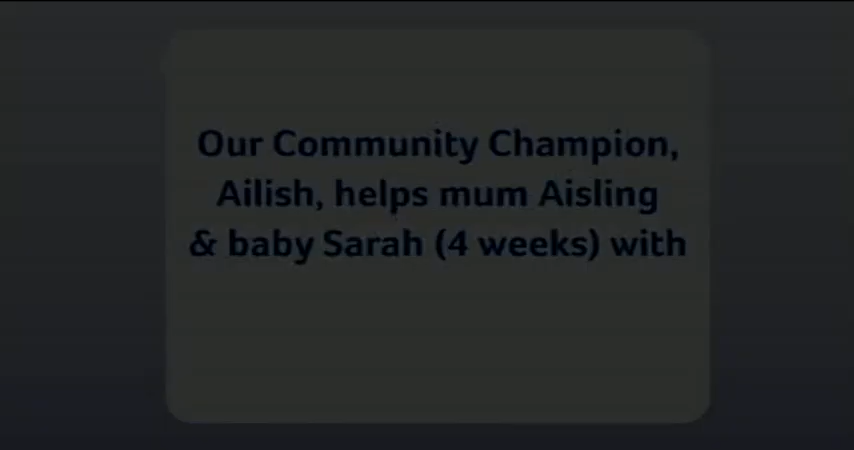 Our Community Champion,
Ailish, helps mum Aisling
& baby Sarah (4 weeks) with